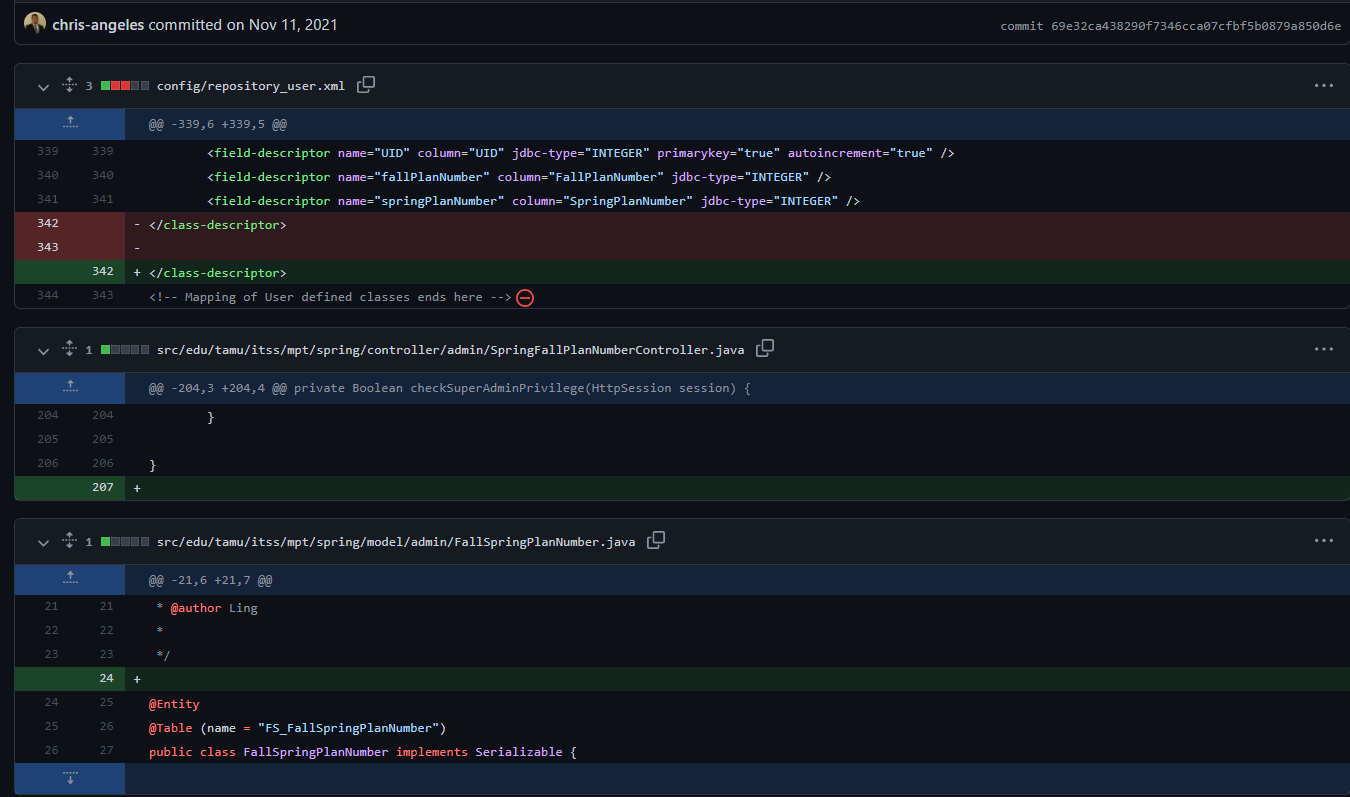 chris-angeles committed on Nov 11, 2021
commit 69e32ca438290f7346cca07cfbf5b0879a850d6e
3 config/repository_user.xml
@@ -339,6 +339,5 @@
339 339 <field-descriptor name="UID" column="UID" jdbc-type="INTEGER" primarykey="true" autoincrement="true" />
340 340 <field-descriptor name="fallPlanNumber" column="FallPlanNumber" jdbc-type="INTEGER" />
341 341 <field-descriptor name="springPlanNumber" column="SpringPlanNumber" jdbc-type="INTEGER" />
342 - </class-descriptor>
343 -
342 + </class-descriptor>
344 343 <!-- Mapping of User defined classes ends here -->
1 src/edu/tamu/itss/mpt/spring/controller/admin/SpringFallPlanNumberController.java
@@ -204,3 +204,4 @@ private Boolean checkSuperAdminPrivilege(HttpSession session) {
204 204 }
205 205
206 206 }
207 +
1 src/edu/tamu/itss/mpt/spring/model/admin/FallSpringPlanNumber.java
@@ -21,6 +21,7 @@
21 21 * @author Ling
22 22 *
23 23 */
24 +
24 25 @Entity
25 26 @Table (name = "FS_FallSpringPlanNumber")
26 27 public class FallSpringPlanNumber implements Serializable {